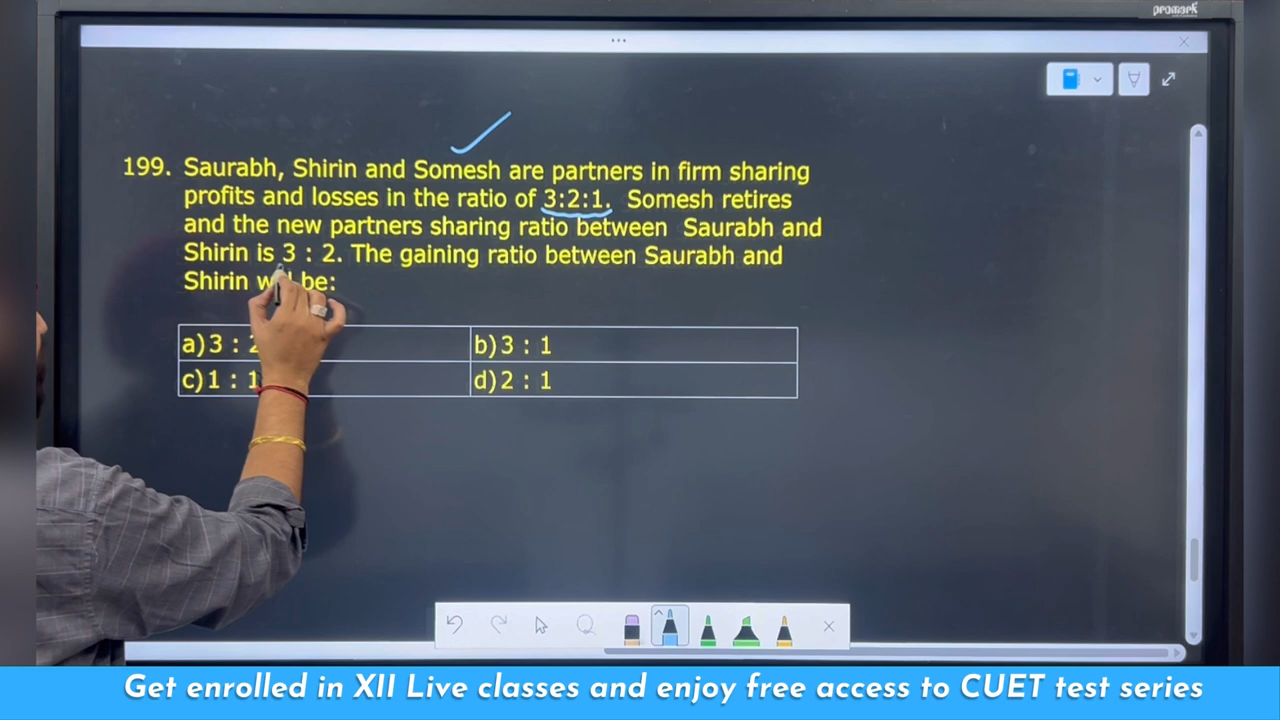 promark
199. Saurabh, Shirin and Somesh are partners in firm sharing
profits and losses in the ratio of 3:2:1. Somesh retires
and the new partners sharing ratio between Saurabh and
Shirin is 3 : 2. The gaining ratio between Saurabh and
Shirin will be:
a)3 : 2 b)3 : 1
c)1 : 1 d)2 : 1
Get enrolled in XII Live classes and enjoy free access to CUET test series